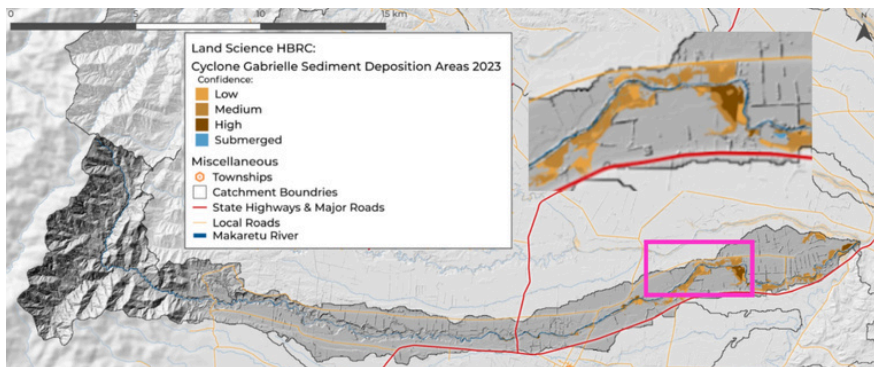 0 5 10 15 km
N
Land Science HBRC:
Cyclone Gabrielle Sediment Deposition Areas 2023
Confidence:
Low
Medium
High
Submerged
Miscellaneous
Townships
Catchment Boundries
State Highways & Major Roads
Local Roads
Makaretu River